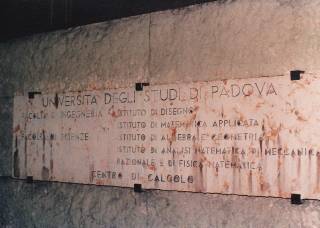 UNIVERSITÀ DEGLI STUDI DI PADOVA
FACOLTÀ DI INGEGNERIA ISTITUTO DI DISEGNO
ISTITUTO DI MATEMATICA APPLICATA
FACOLTÀ DI SCIENZE ISTITUTO DI ALGEBRA E GEOMETRIA
ISTITUTO DI ANALISI MATEMATICA DI MECCANICA
RAZIONALE E DI FISICA MATEMATICA
CENTRO DI CALCOLO